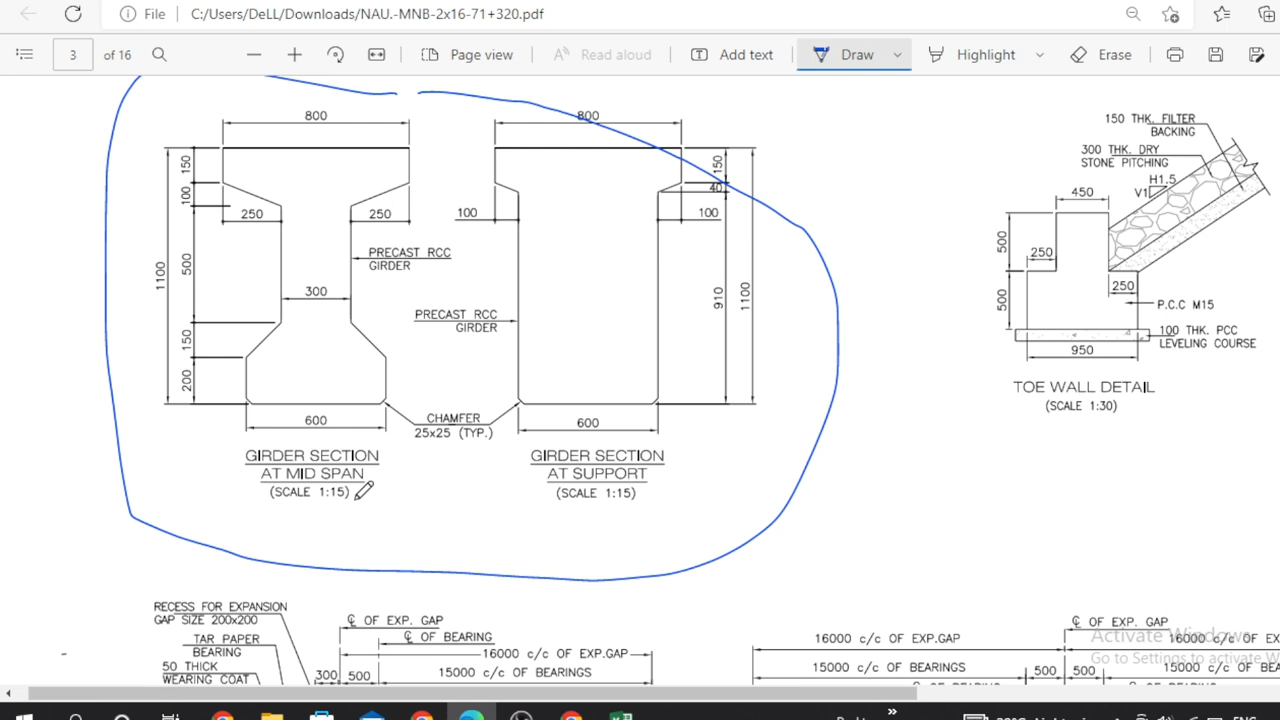 File
C:/Users/DeLL/Downloads/NAU.-MNB-2x16-71+320.pdf
3 of 16
Page view
Read aloud
Add text
Draw
Highlight
Erase
800
150
100
250
250
1100
500
PRECAST RCC
GIRDER
300
150
200
600
CHAMFER
25x25 (TYP.)
GIRDER SECTION
AT MID SPAN
(SCALE 1:15)
800
150
40
100
100
PRECAST RCC
GIRDER
910
1100
600
GIRDER SECTION
AT SUPPORT
(SCALE 1:15)
150 THK. FILTER
BACKING
300 THK. DRY
STONE PITCHING
H1.5
V1
450
500
250
250
500
P.C.C M15
100 THK. PCC
LEVELING COURSE
950
TOE WALL DETAIL
(SCALE 1:30)
RECESS FOR EXPANSION
GAP SIZE 200x200
TAR PAPER
BEARING
50 THICK
WEARING COAT
℄ OF EXP. GAP
℄ OF BEARING
16000 c/c OF EXP.GAP
300
500
15000 c/c OF BEARINGS
℄ OF EXP. GAP
16000 c/c OF EXP.GAP
16000 c/c OF EX
15000 c/c OF BEARINGS
500
500
15000 c/c OF BEA
Activate Windows
Go to Settings to activate W